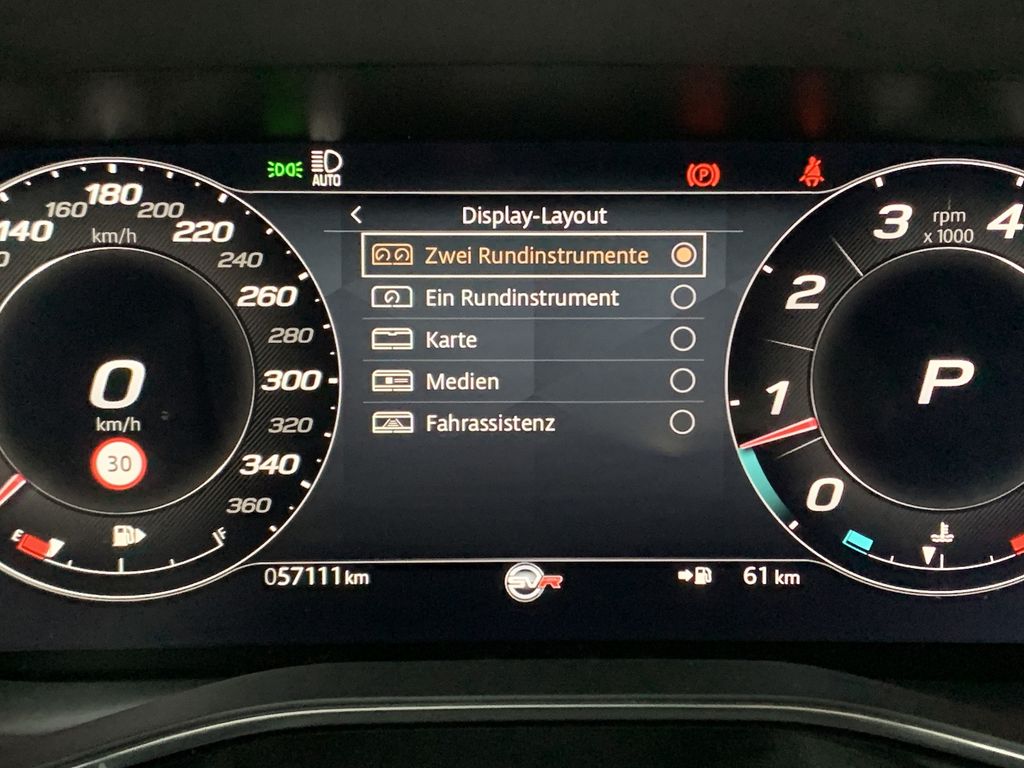 AUTO
Display-Layout
Zwei Rundinstrumente
Ein Rundinstrument
Karte
Medien
Fahrassistenz
140
160
180
200
220
240
260
280
300
320
340
360
km/h
0
km/h
30
E
F
3
rpm
x 1000
4
2
1
0
P
P
057111 km
SVR
61 km